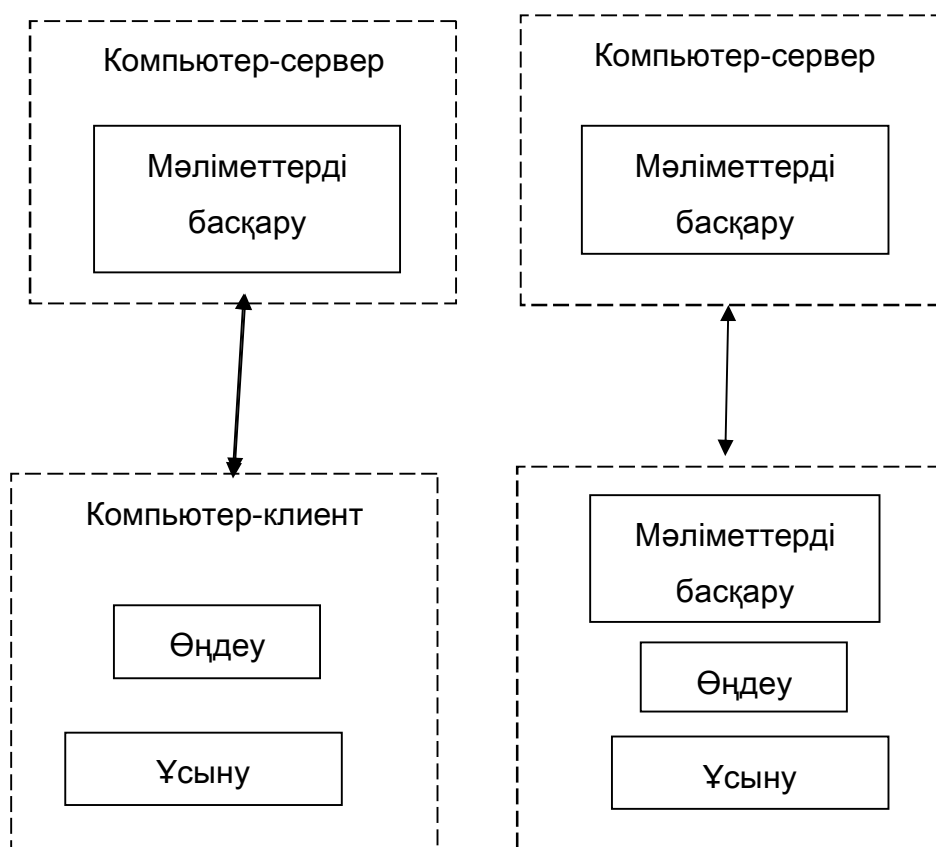 Компьютер-сервер
Мәліметтерді
басқару
Компьютер-клиент
Өңдеу
Ұсыну
Компьютер-сервер
Мәліметтерді
басқару
Мәліметтерді
басқару
Өңдеу
Ұсыну